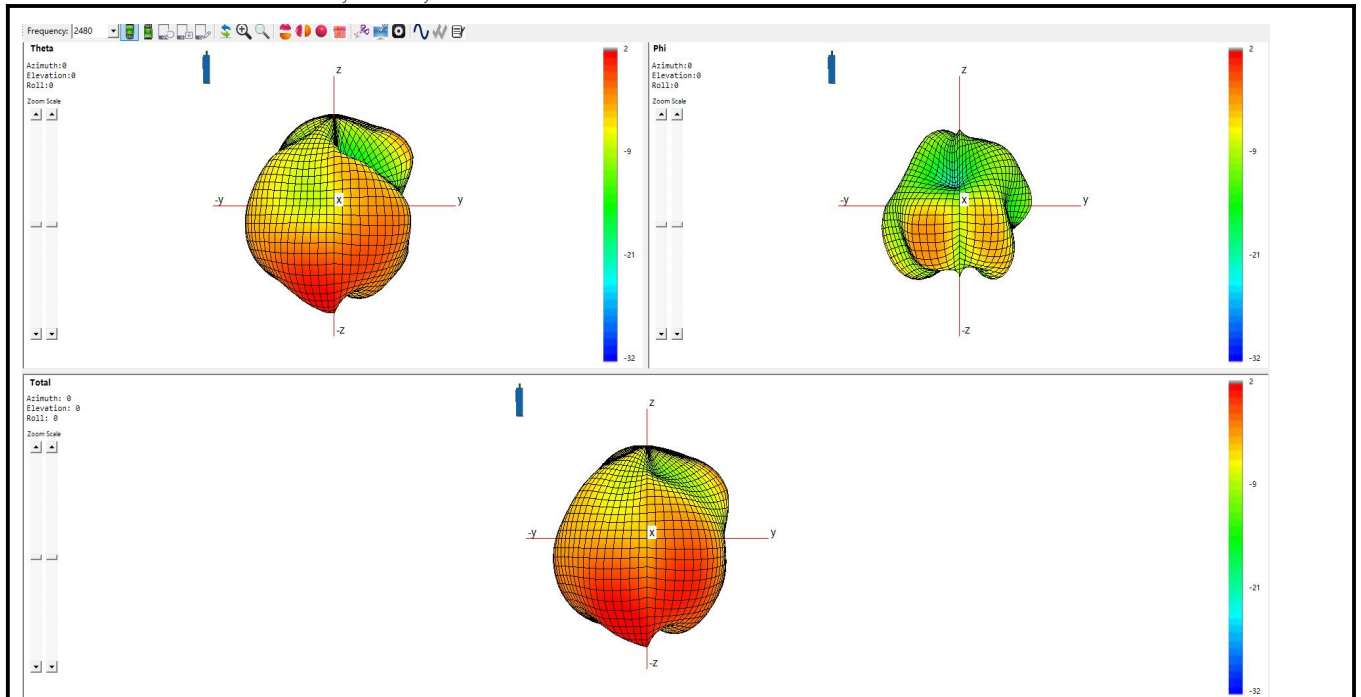 Frequency: 2480
Theta
Azimuth:0
Elevation:0
Roll:0
Zoom Scale
z
-y
X
y
-z
2
-9
-21
-32
Phi
Azimuth:0
Elevation:0
Roll:0
Zoom Scale
z
-y
X
y
-z
2
-9
-21
-32
Total
Azimuth: 0
Elevation: 0
Roll: 0
Zoom Scale
z
-y
X
y
-z
2
-9
-21
-32